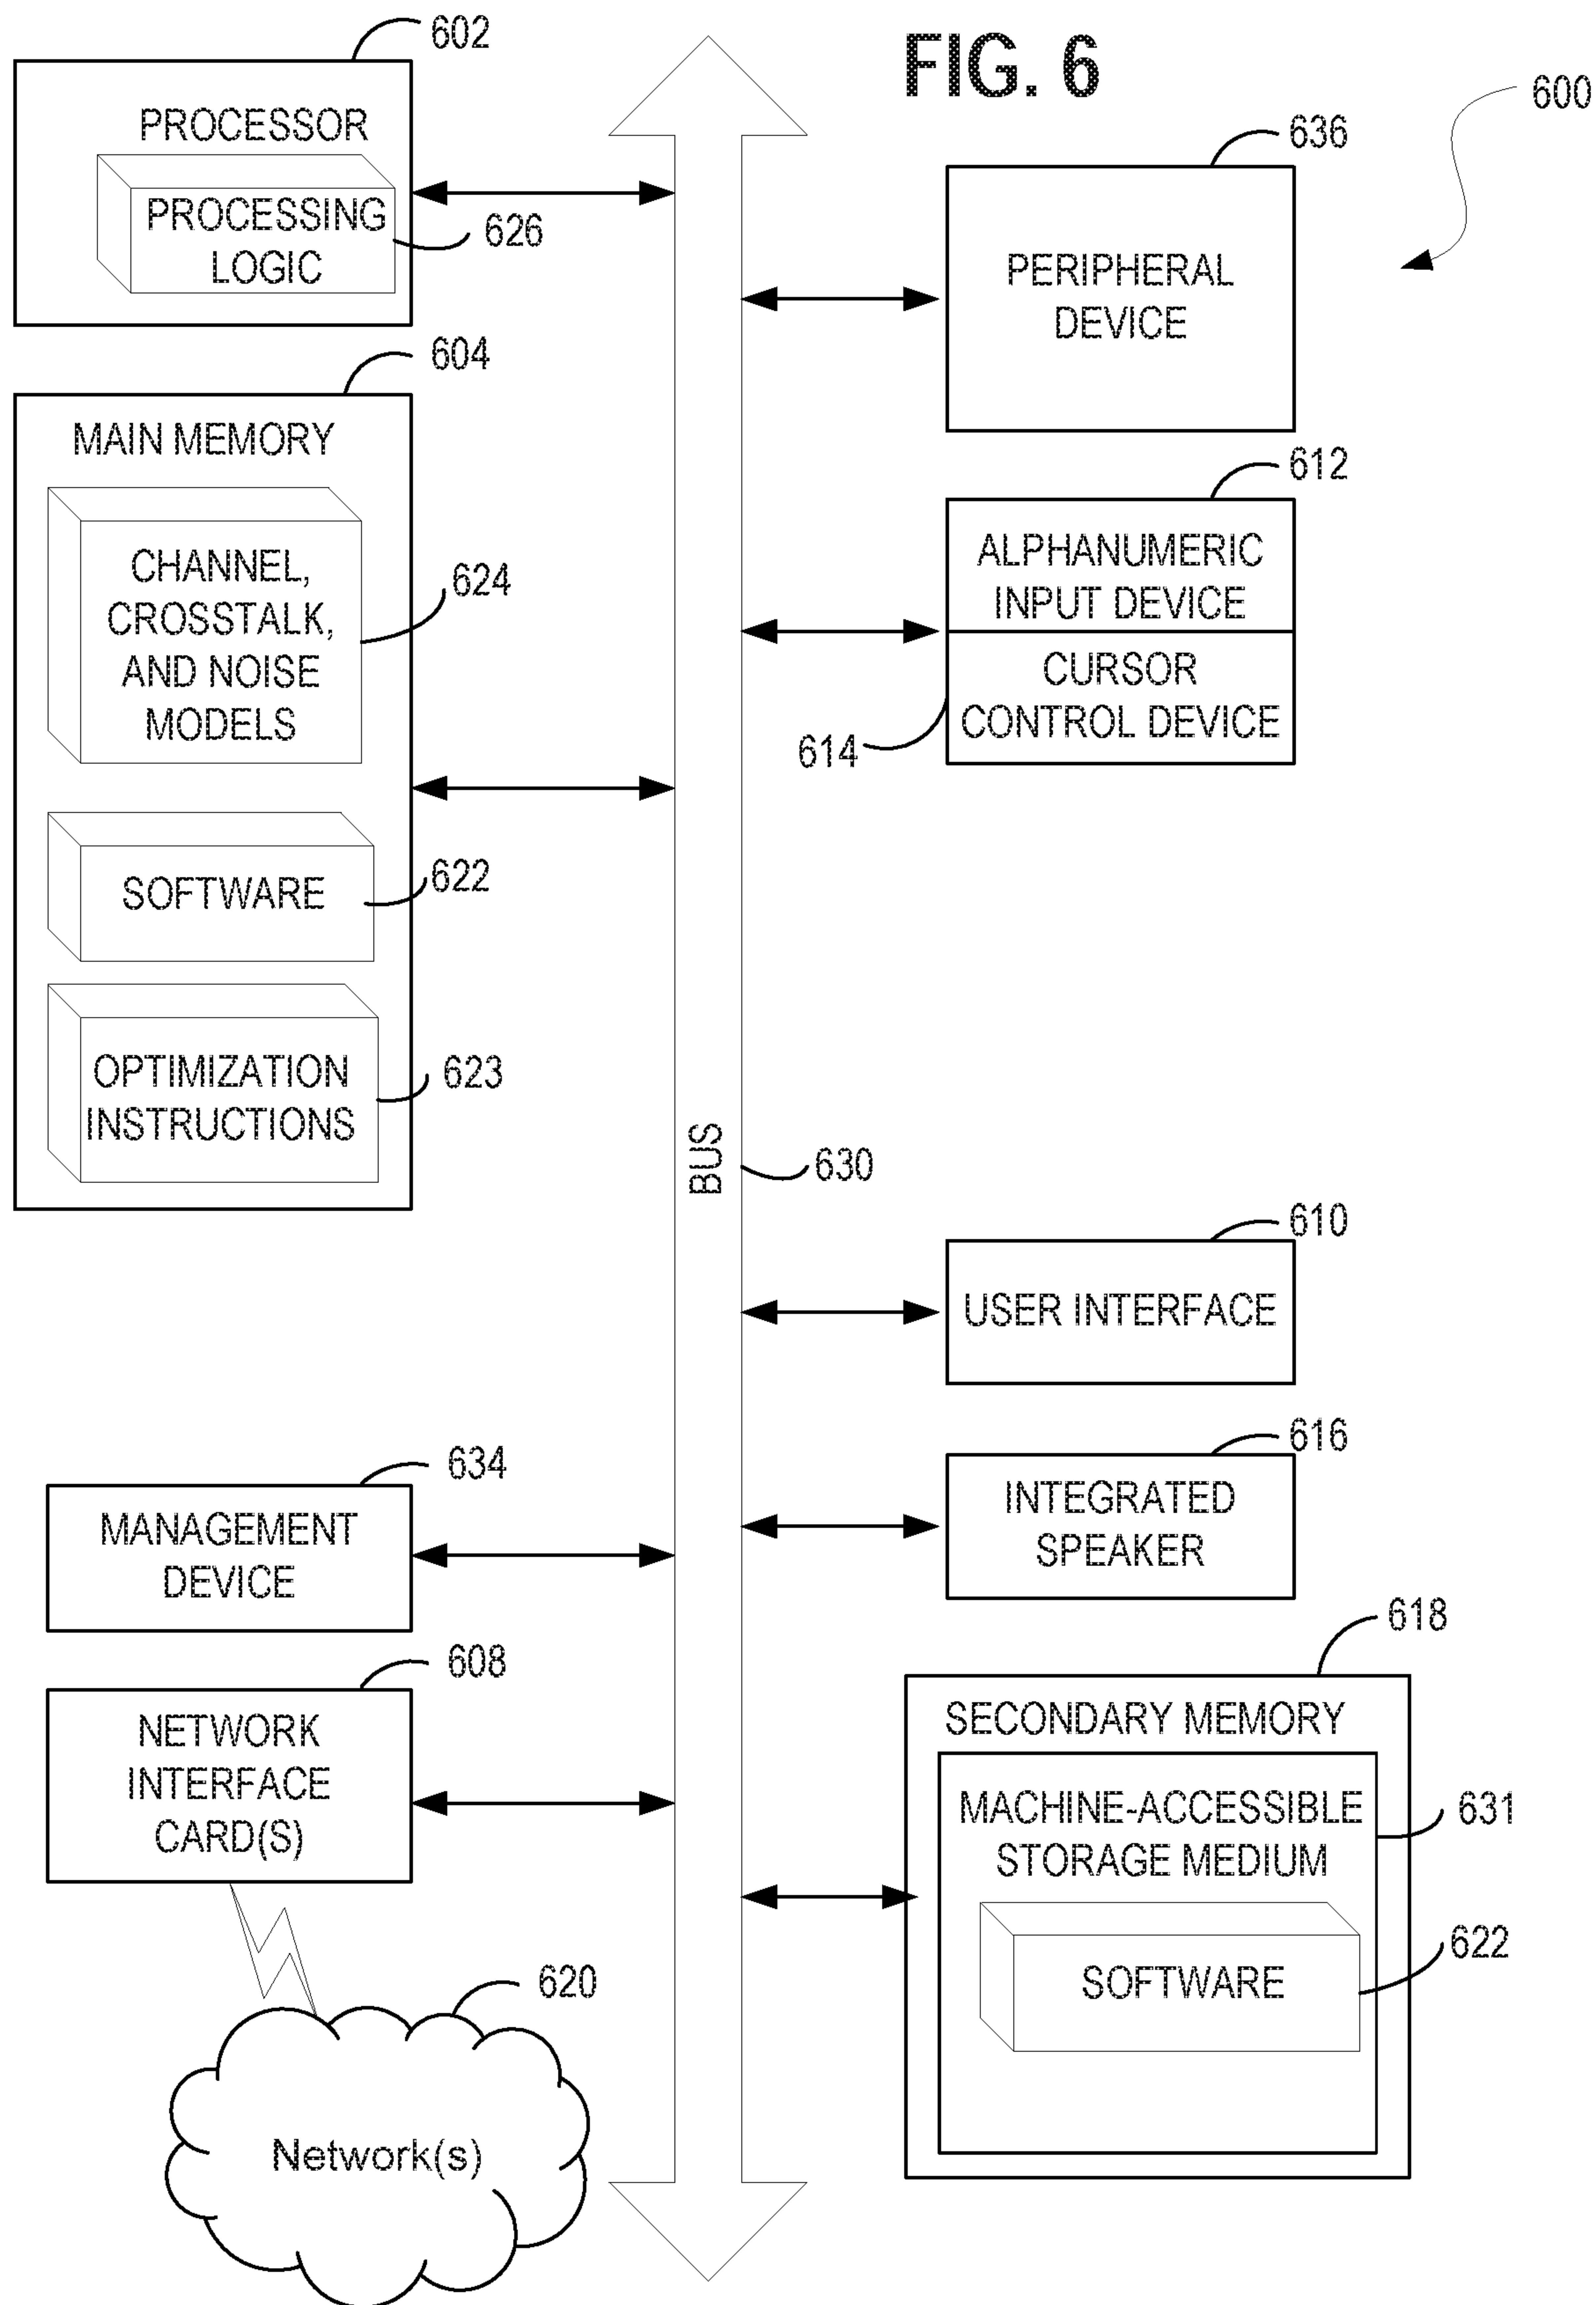 FIG. 6
600
602
PROCESSOR
PROCESSING
LOGIC
626
604
MAIN MEMORY
CHANNEL,
CROSSTALK,
AND NOISE
MODELS
624
SOFTWARE
622
OPTIMIZATION
INSTRUCTIONS
623
634
MANAGEMENT
DEVICE
608
NETWORK
INTERFACE
CARD(S)
620
Network(s)
BUS
630
636
PERIPHERAL
DEVICE
612
ALPHANUMERIC
INPUT DEVICE
CURSOR
CONTROL DEVICE
614
610
USER INTERFACE
616
INTEGRATED
SPEAKER
618
SECONDARY MEMORY
MACHINE-ACCESSIBLE
STORAGE MEDIUM
631
SOFTWARE
622